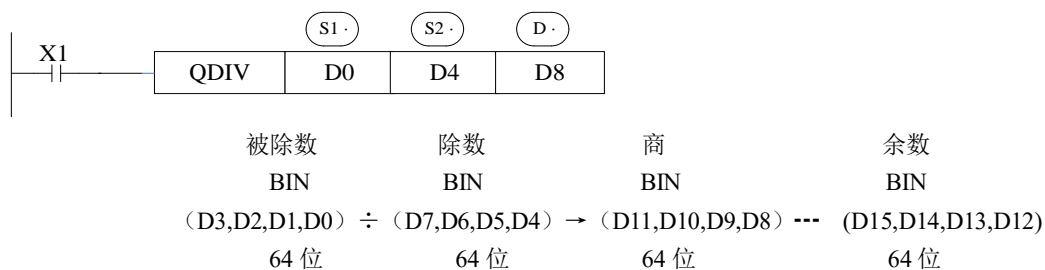 S1· S2· D·
X1
QDIV D0 D4 D8
被除数 除数 商 余数
BIN BIN BIN BIN
（D3,D2,D1,D0）÷（D7,D6,D5,D4）→（D11,D10,D9,D8）--- (D15,D14,D13,D12)
64 位 64 位 64 位 64 位